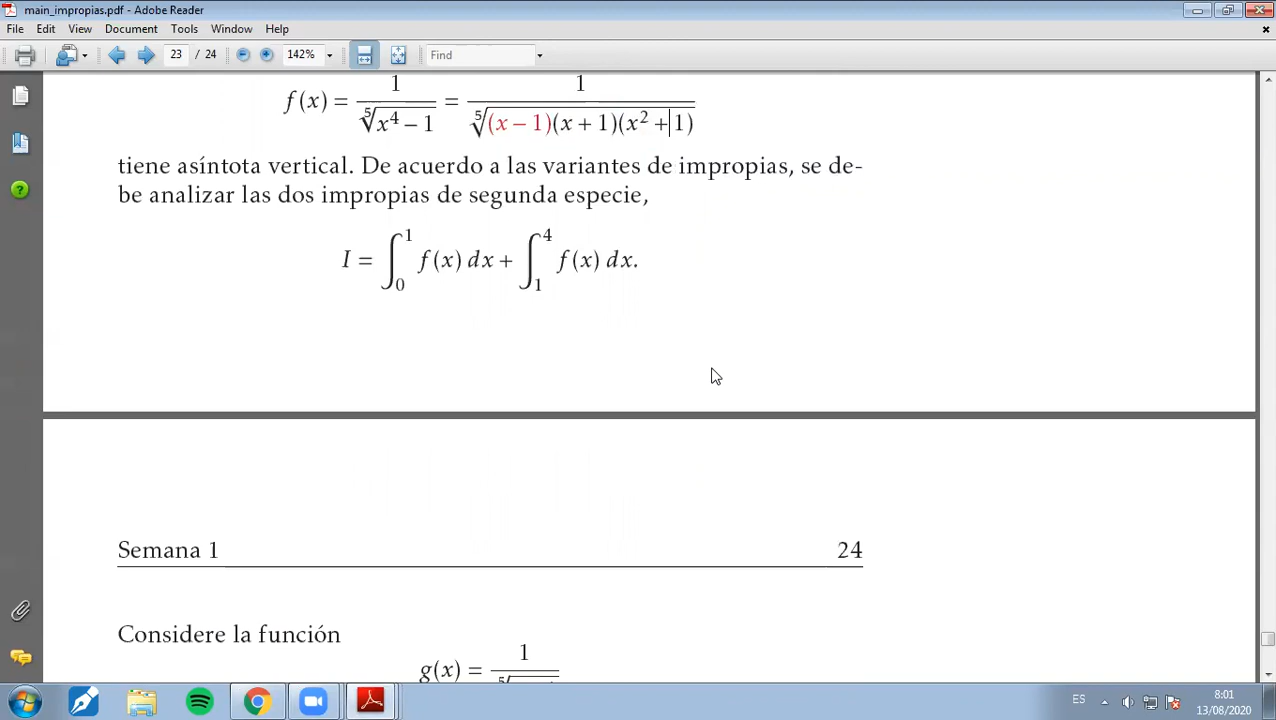 main_impropias.pdf - Adobe Reader
File Edit View Document Tools Window Help
23 / 24 142% Find
f(x) = 1/⁵√(x⁴ − 1) = 1/⁵√((x − 1)(x + 1)(x² + 1))
tiene asíntota vertical. De acuerdo a las variantes de impropias, se de-
be analizar las dos impropias de segunda especie,
I = ∫₀¹ f(x) dx + ∫₁⁴ f(x) dx.
Semana 1 24
Considere la función
g(x) = 1
ES 8:01
13/08/2020